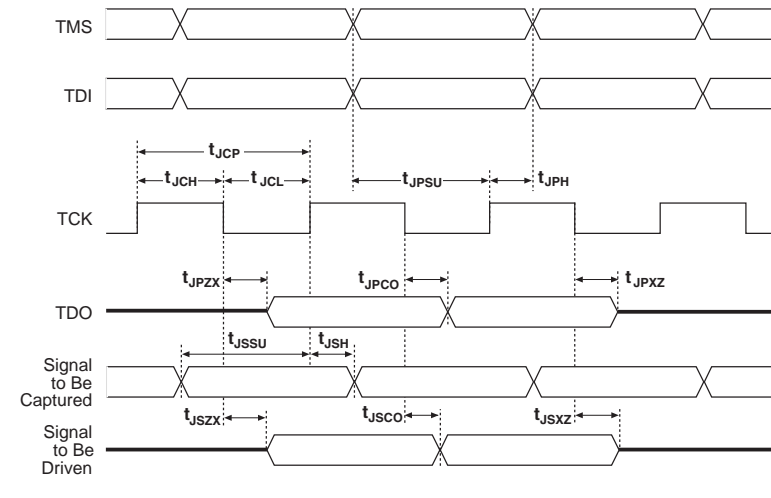 TMS
TDI
tJCP
tJCH
tJCL
tJPSU
tJPH
TCK
tJPZX
tJPCO
tJPXZ
TDO
tJSSU
tJSH
Signal
to Be
Captured
tJSZX
tJSCO
tJSXZ
Signal
to Be
Driven